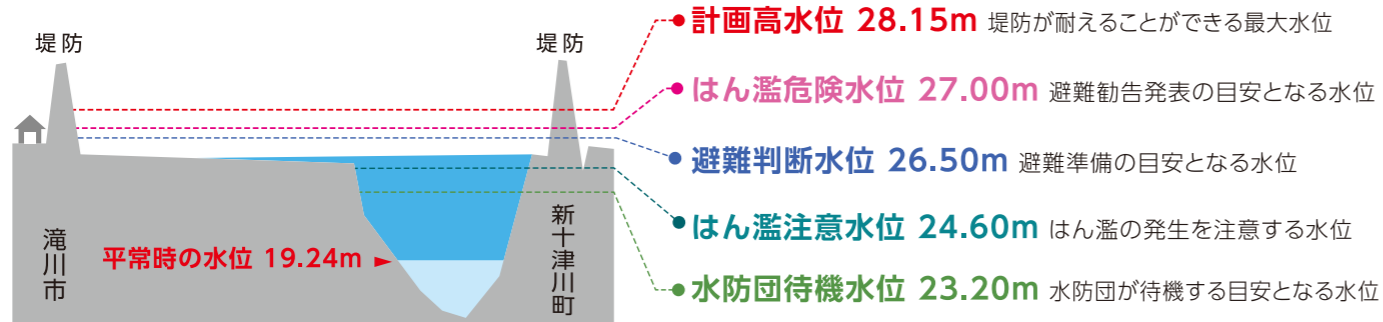 堤防
堤防
計画高水位 28.15m 堤防が耐えることができる最大水位
はん濫危険水位 27.00m 避難勧告発表の目安となる水位
避難判断水位 26.50m 避難準備の目安となる水位
はん濫注意水位 24.60m はん濫の発生を注意する水位
水防団待機水位 23.20m 水防団が待機する目安となる水位
滝川市
平常時の水位 19.24m ►
新十津川町